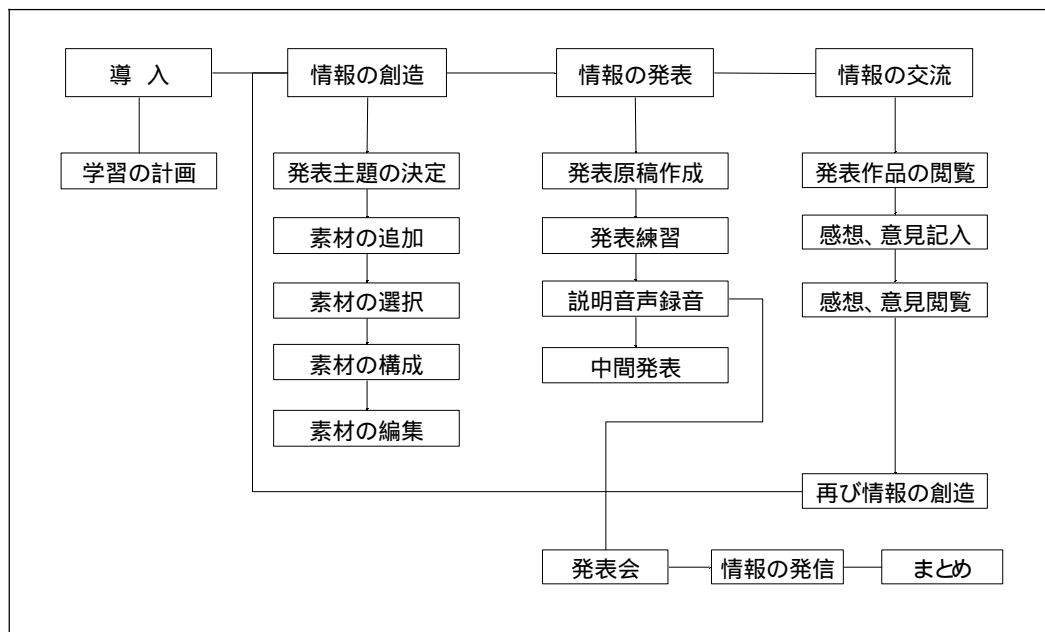 導 入
情報の創造
情報の発表
情報の交流
学習の計画
発表主題の決定
発表原稿作成
発表作品の閲覧
素材の追加
発表練習
感想、意見記入
素材の選択
説明音声録音
感想、意見閲覧
素材の構成
中間発表
素材の編集
再び情報の創造
発表会
情報の発信
まとめ